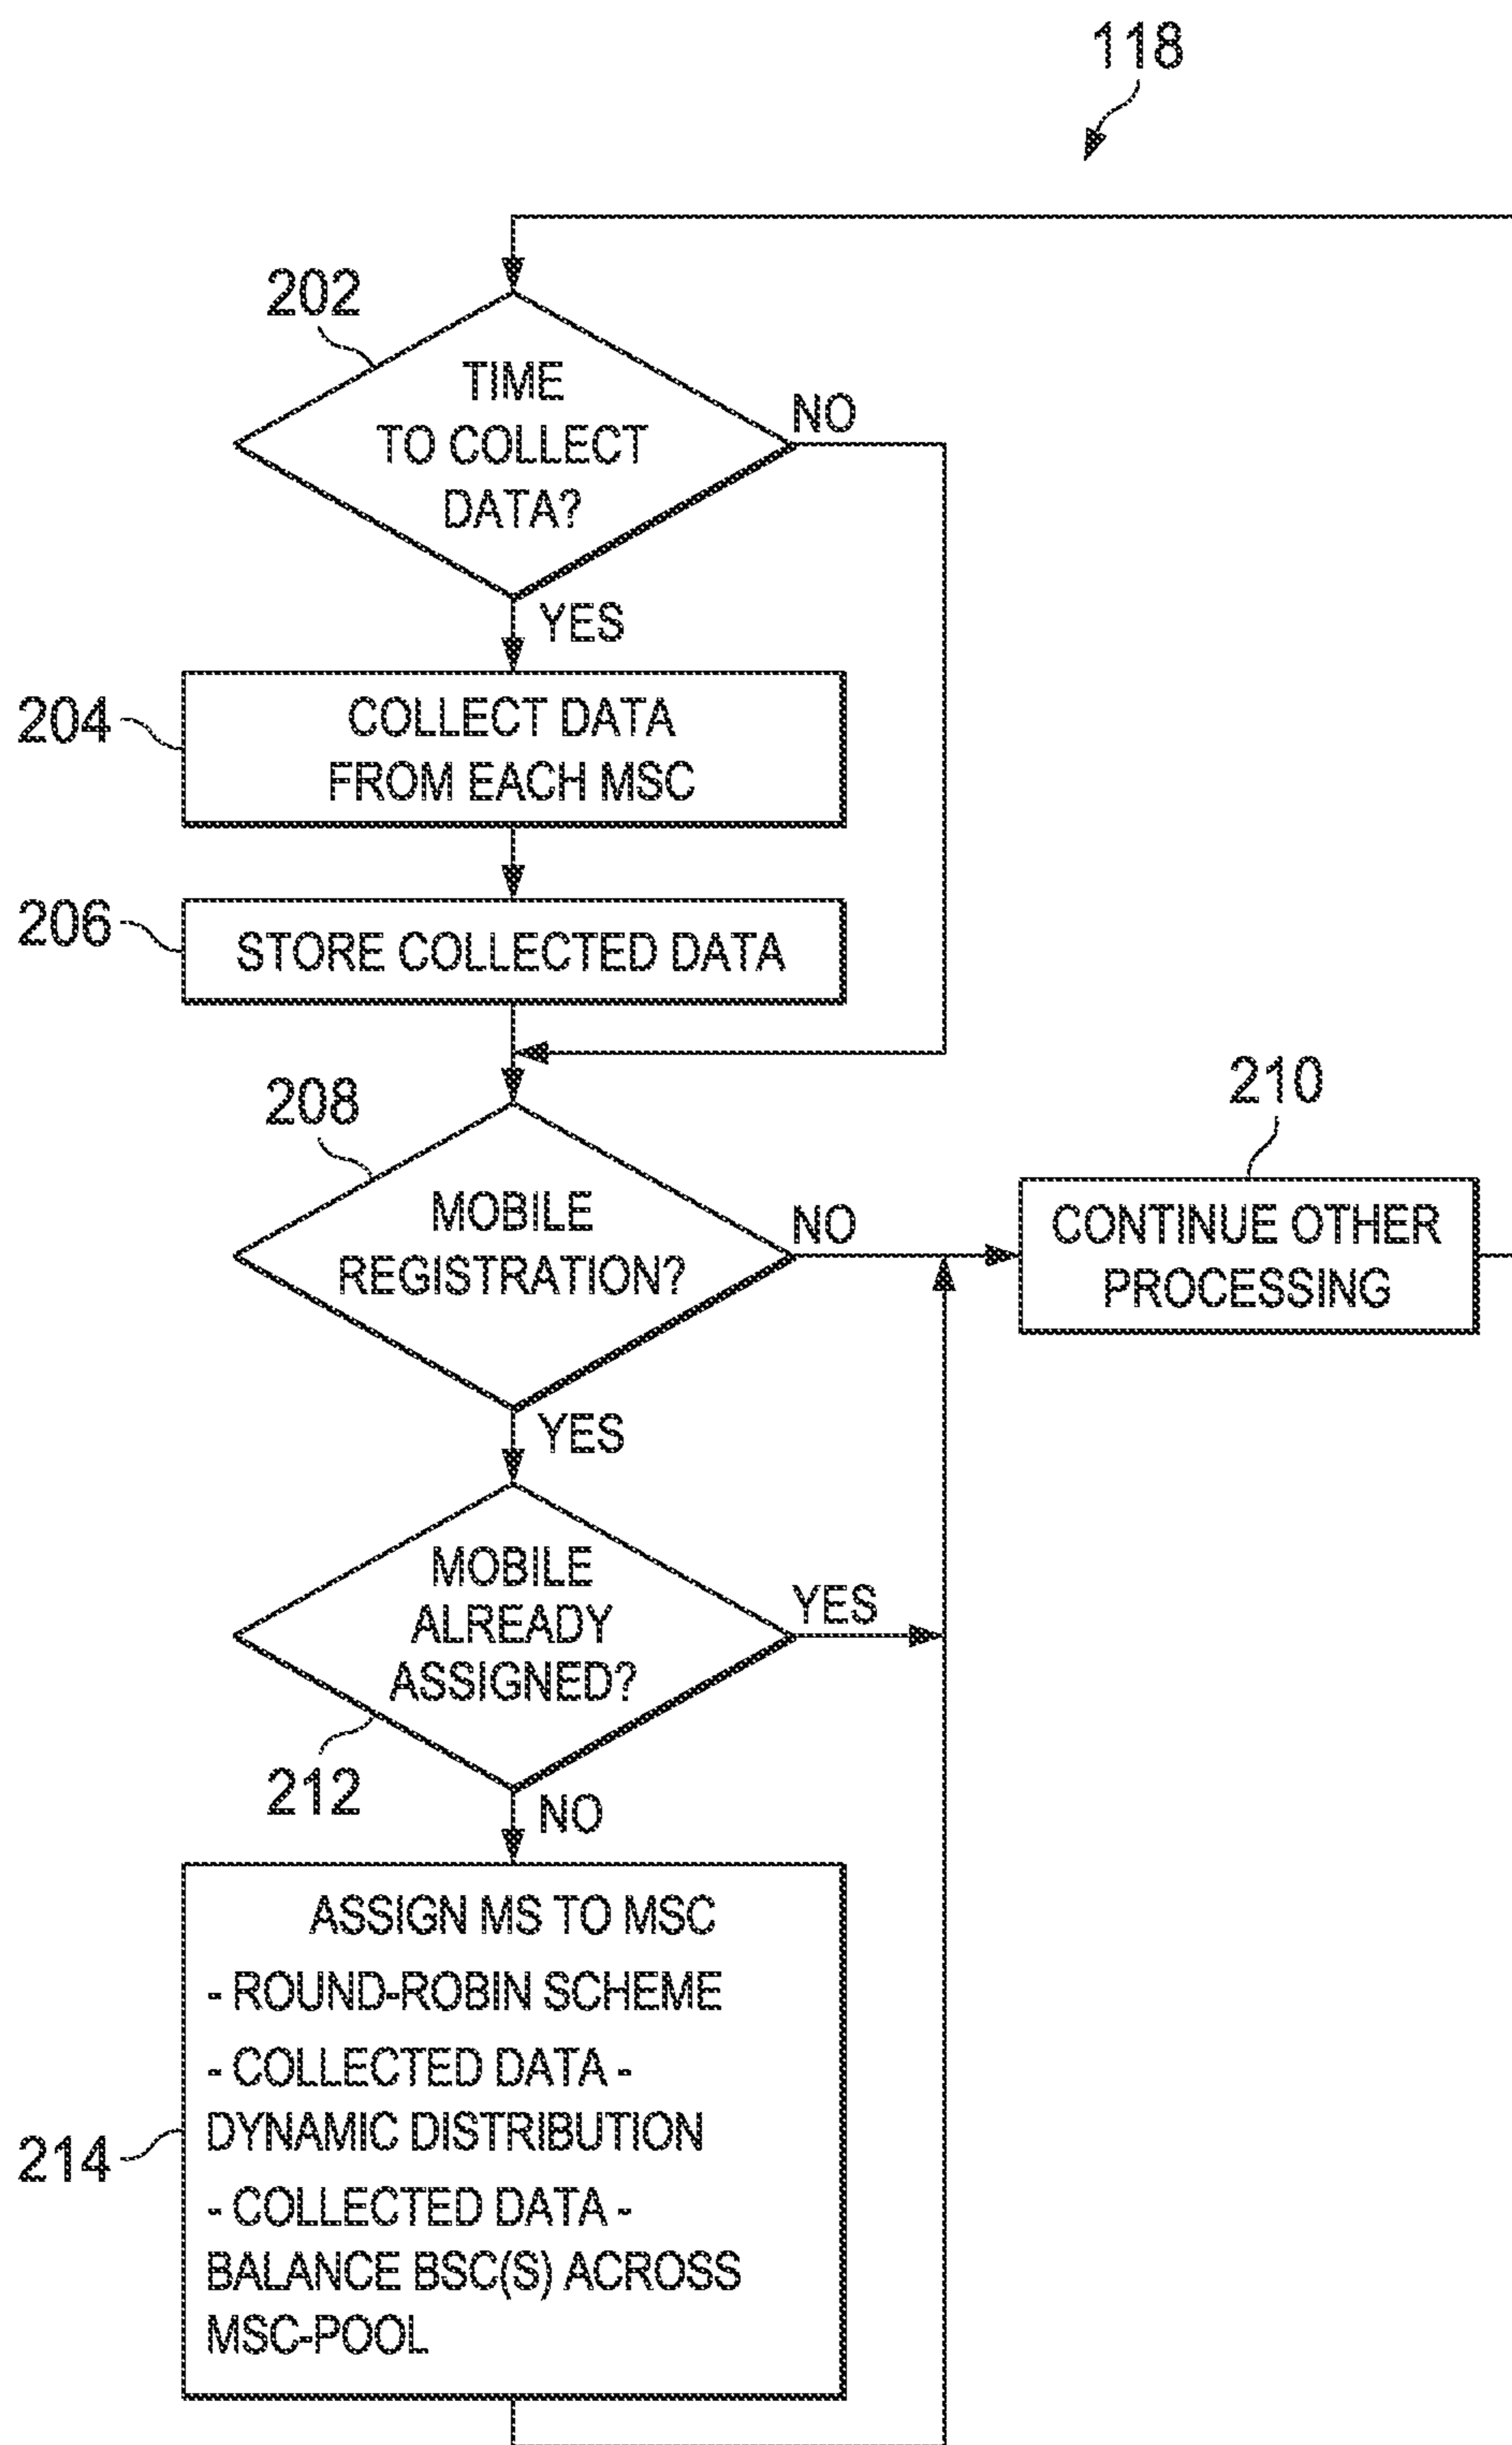 118
202
TIME
TO COLLECT
DATA?
NO
YES
204
COLLECT DATA
FROM EACH MSC
206
STORE COLLECTED DATA
208
MOBILE
REGISTRATION?
NO
210
CONTINUE OTHER
PROCESSING
YES
MOBILE
ALREADY
ASSIGNED?
YES
212
NO
214
ASSIGN MS TO MSC
- ROUND-ROBIN SCHEME
- COLLECTED DATA -
DYNAMIC DISTRIBUTION
- COLLECTED DATA -
BALANCE BSC(S) ACROSS
MSC-POOL